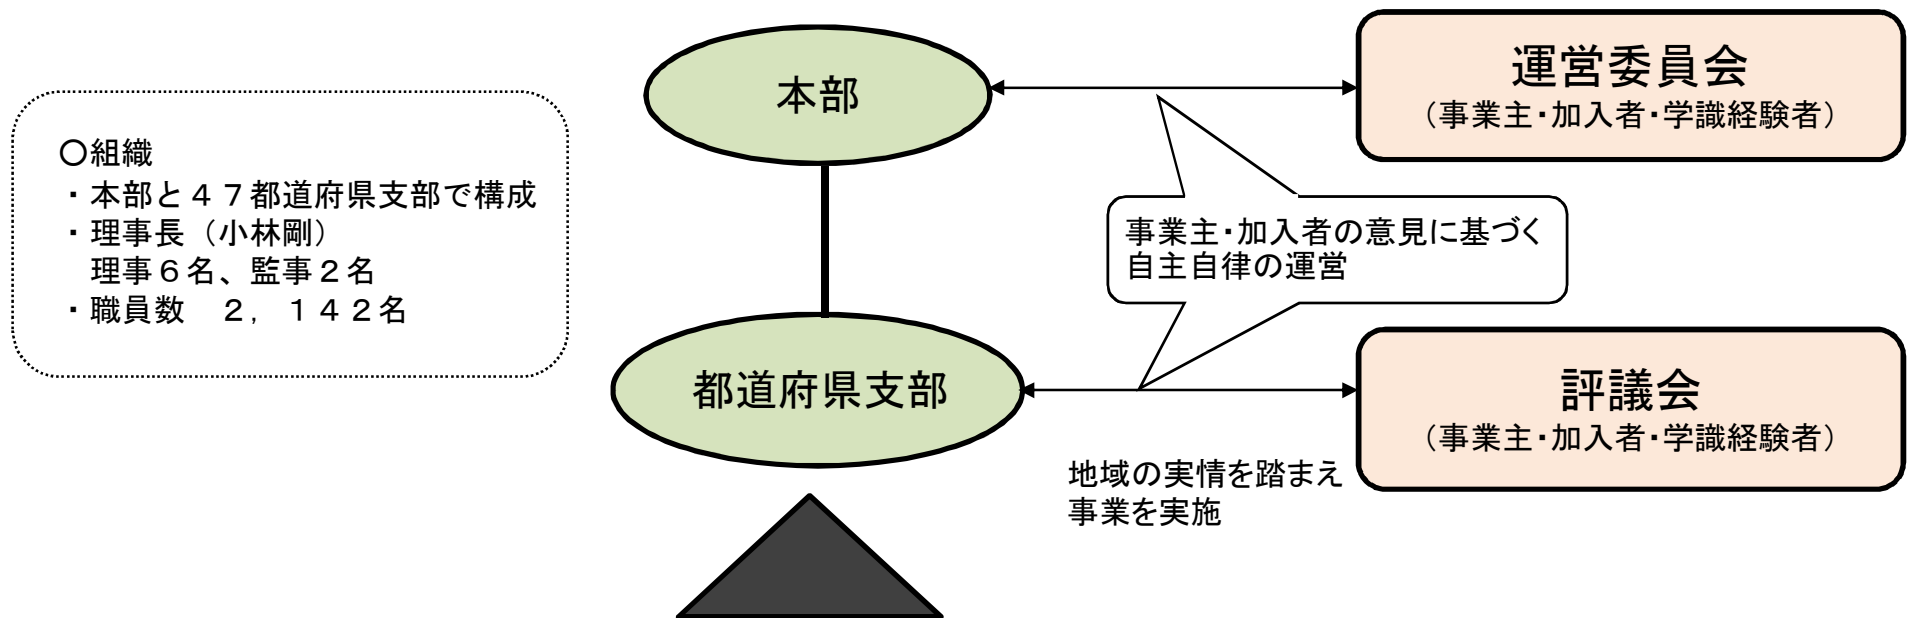 本部
運営委員会
（事業主・加入者・学識経験者）
○組織
・本部と４７都道府県支部で構成
・理事長（小林剛）
理事６名、監事２名
・職員数　２，１４２名
事業主・加入者の意見に基づく
自主自律の運営
都道府県支部
評議会
（事業主・加入者・学識経験者）
地域の実情を踏まえ
事業を実施